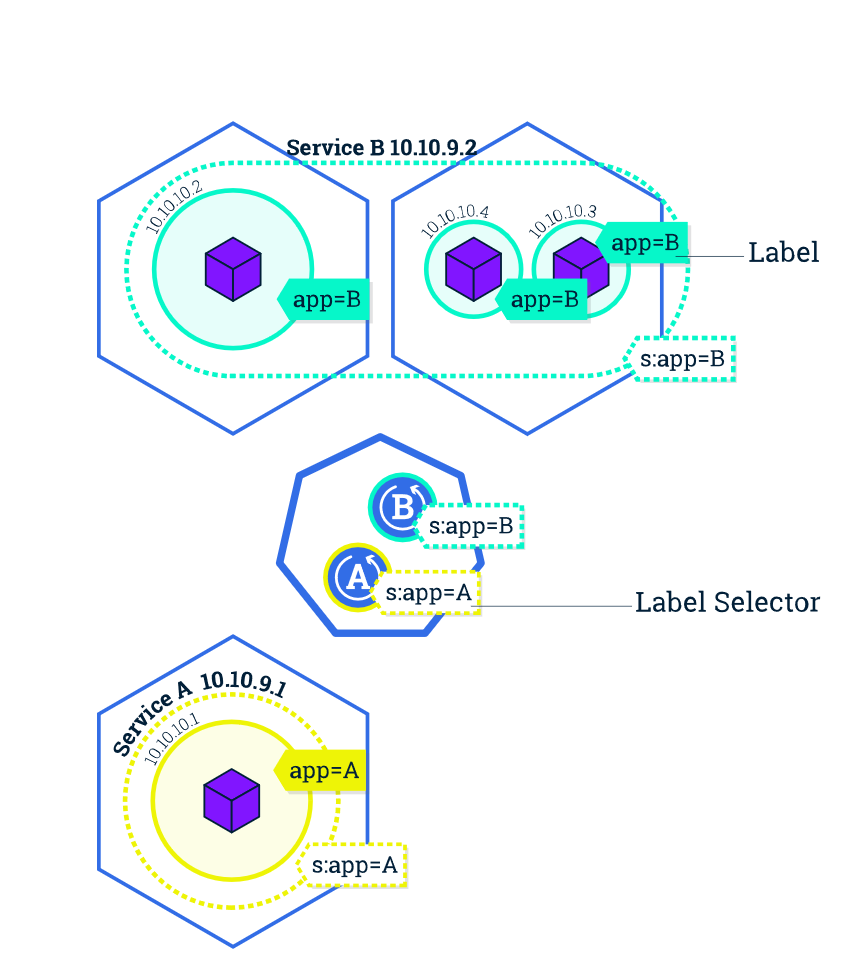 Service B 10.10.9.2
10.10.10.2
10.10.10.4
10.10.10.3
app=B
Label
app=B
app=B
s:app=B
B
s:app=B
A
s:app=A
Label Selector
Service A 10.10.9.1
10.10.10.1
app=A
s:app=A